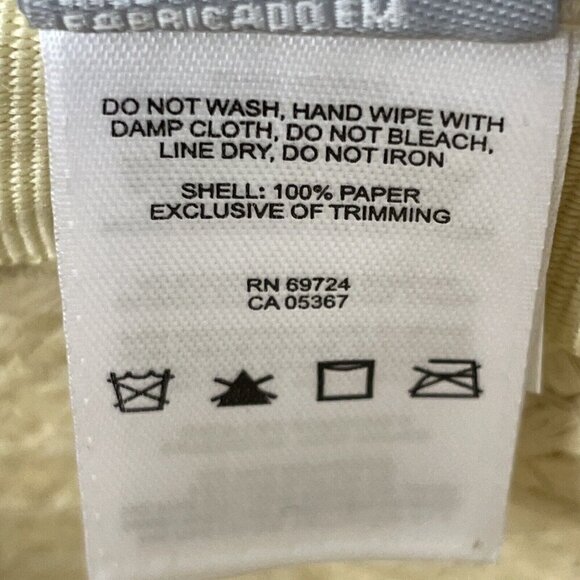 FABRICADO EM
DO NOT WASH, HAND WIPE WITH
DAMP CLOTH, DO NOT BLEACH,
LINE DRY, DO NOT IRON
SHELL: 100% PAPER
EXCLUSIVE OF TRIMMING
RN 69724
CA 05367